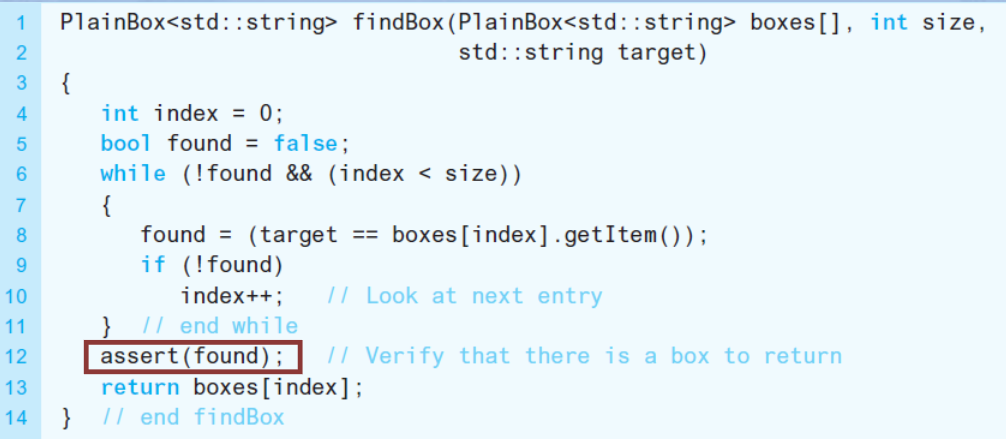 1 PlainBox<std::string> findBox(PlainBox<std::string> boxes[], int size,
2 std::string target)
3 {
4 int index = 0;
5 bool found = false;
6 while (!found && (index < size))
7 {
8 found = (target == boxes[index].getItem());
9 if (!found)
10 index++; // Look at next entry
11 } // end while
12 assert(found); // Verify that there is a box to return
13 return boxes[index];
14 } // end findBox